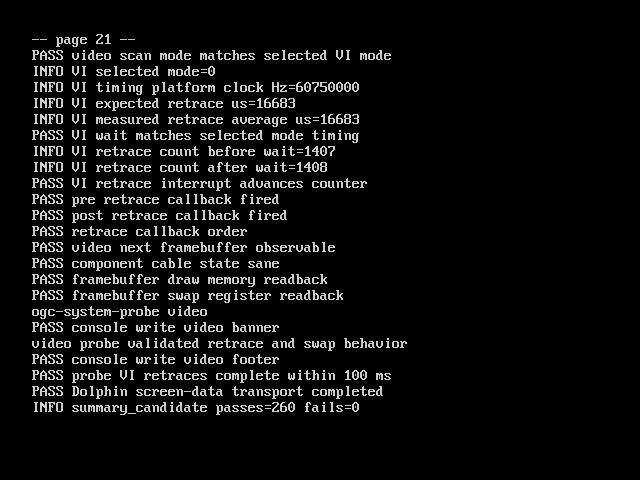 -- page 21 --
PASS video scan mode matches selected VI mode
INFO VI selected mode=0
INFO VI timing platform clock Hz=60750000
INFO VI expected retrace us=16683
INFO VI measured retrace average us=16683
PASS VI wait matches selected mode timing
INFO VI retrace count before wait=1407
INFO VI retrace count after wait=1408
PASS VI retrace interrupt advances counter
PASS pre retrace callback fired
PASS post retrace callback fired
PASS retrace callback order
PASS video next framebuffer observable
PASS component cable state sane
PASS framebuffer draw memory readback
PASS framebuffer swap register readback
ogc-system-probe video
PASS console write video banner
video probe validated retrace and swap behavior
PASS console write video footer
PASS probe VI retraces complete within 100 ms
PASS Dolphin screen-data transport completed
INFO summary_candidate passes=260 fails=0